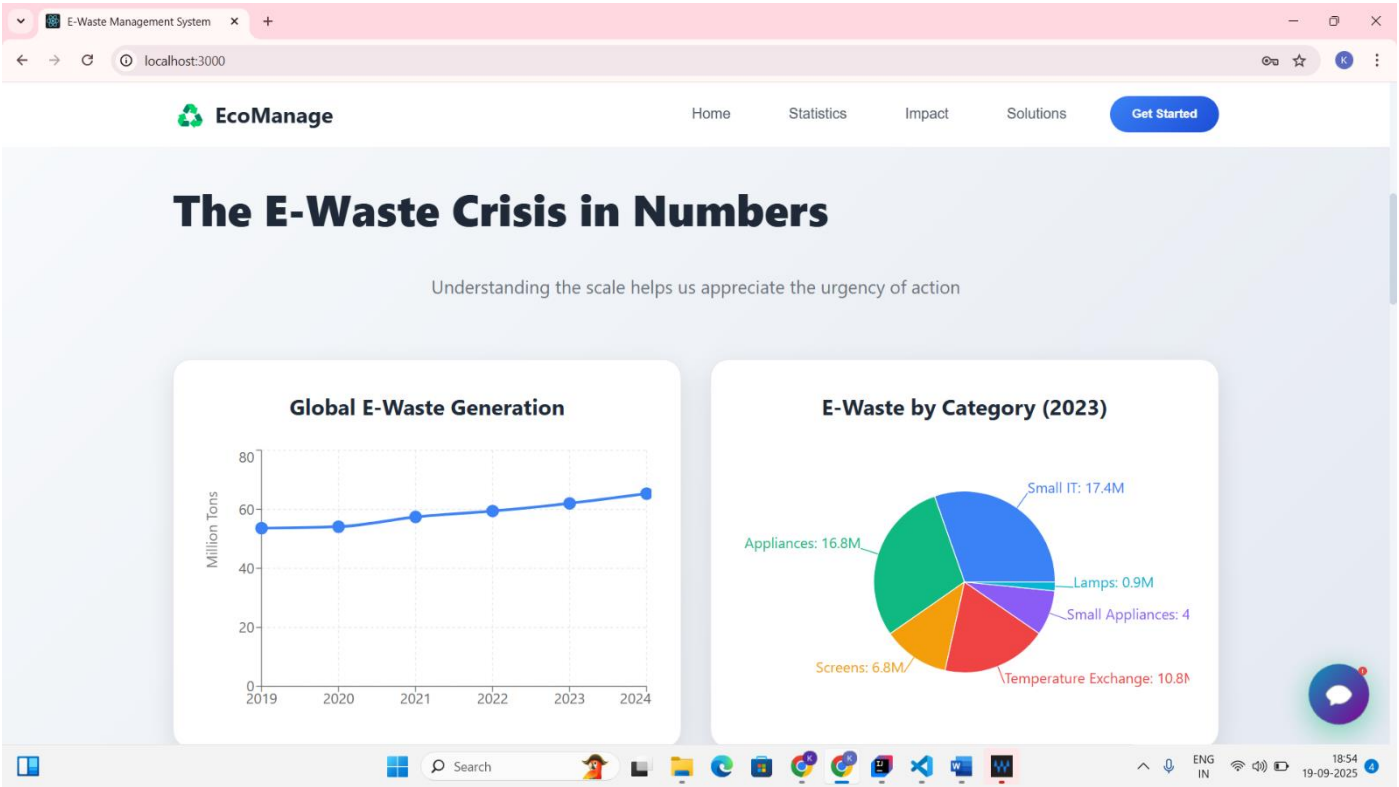 E-Waste Management System
localhost:3000
K
EcoManage
Home Statistics Impact Solutions Get Started
The E-Waste Crisis in Numbers
Understanding the scale helps us appreciate the urgency of action
Global E-Waste Generation
Million Tons
80
60
40
20
0
2019 2020 2021 2022 2023 2024
E-Waste by Category (2023)
Small IT: 17.4M
Appliances: 16.8M
Lamps: 0.9M
Small Appliances: 4
Screens: 6.8M
Temperature Exchange: 10.8M
Search
ENG
IN
18:54
19-09-2025
4